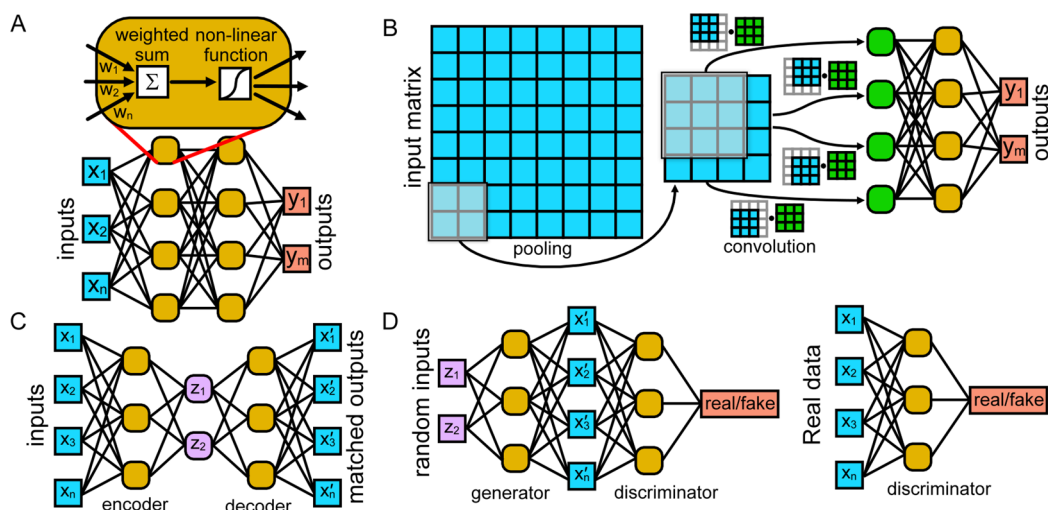 A
weighted
sum
non-linear
function
w1
w2
wn
Σ
inputs
x1
x2
xn
y1
ym
outputs
B
input matrix
pooling
convolution
y1
ym
outputs
C
inputs
x1
x2
x3
xn
encoder
z1
z2
decoder
x′1
x′2
x′3
x′n
matched outputs
D
random inputs
z1
z2
generator
x′1
x′2
x′3
x′n
discriminator
real/fake
Real data
x1
x2
x3
xn
discriminator
real/fake